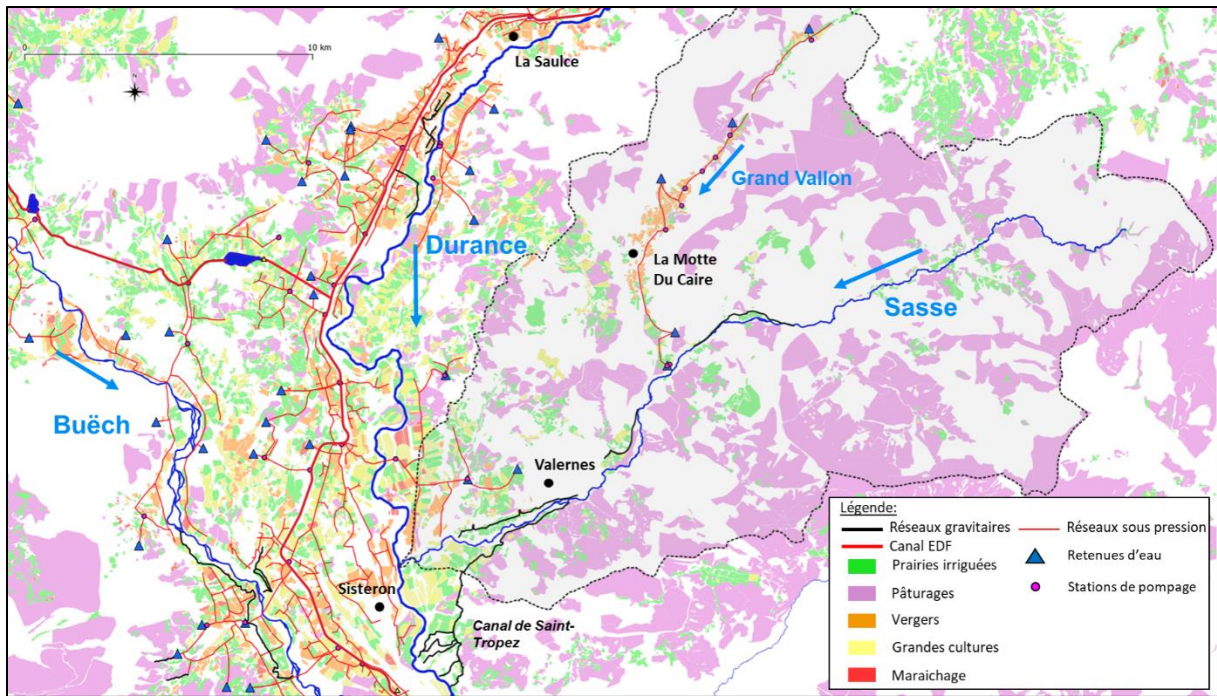 0
10 km
N
La Saulce
Grand Vallon
Durance
La Motte
Du Caire
Sasse
Buëch
Valernes
Sisteron
Canal de Saint-
Tropez
Légende:
Réseaux gravitaires
Réseaux sous pression
Canal EDF
Retenues d'eau
Prairies irriguées
Stations de pompage
Pâturages
Vergers
Grandes cultures
Maraichage